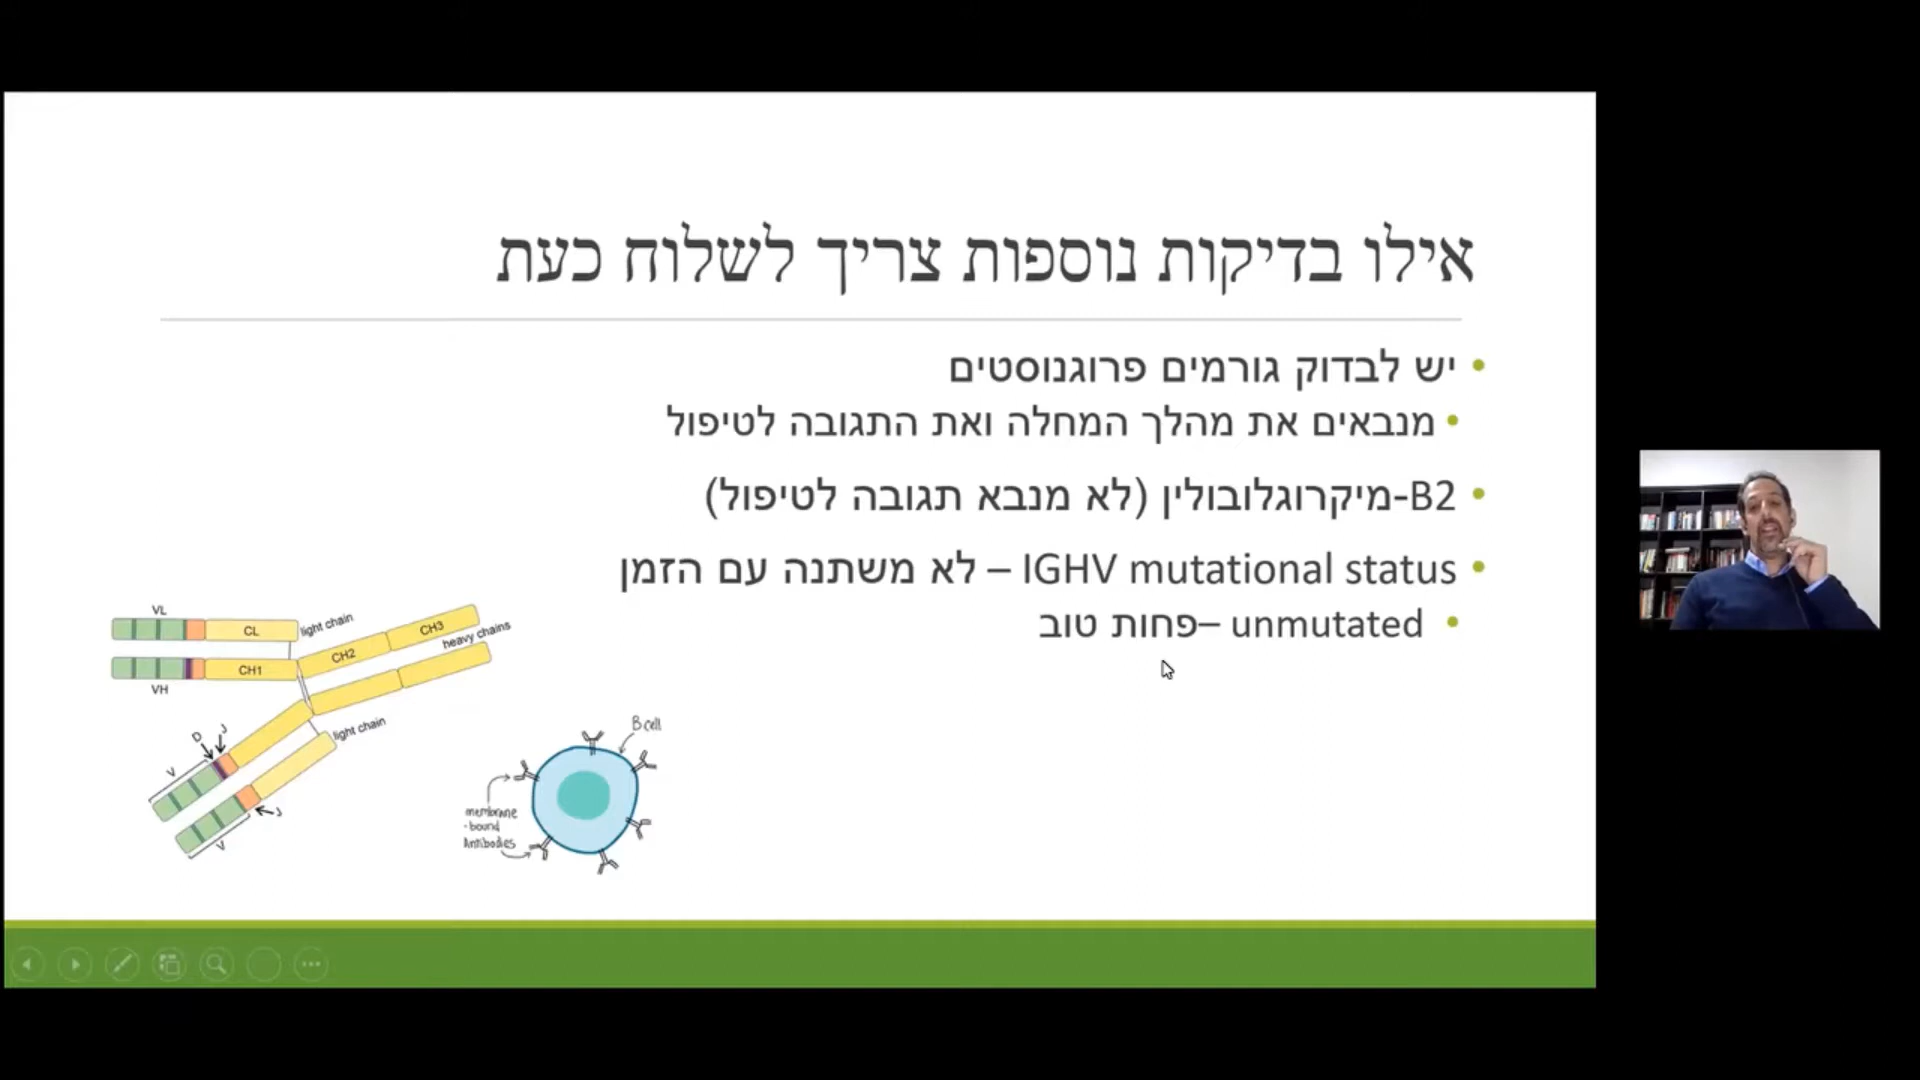 אילו בדיקות נוספות צריך לשלוח כעת
• יש לבדוק גורמים פרוגנוסטים
• מנבאים את מהלך המחלה ואת התגובה לטיפול
• B2-מיקרוגלובולין (לא מנבא תגובה לטיפול)
• IGHV mutational status – לא משתנה עם הזמן
• unmutated –פחות טוב
VL
CL
light chain
CH1
VH
CH2
CH3
heavy chains
D
J
V
light chain
J
V
B cell
membrane
-bound
Antibodies